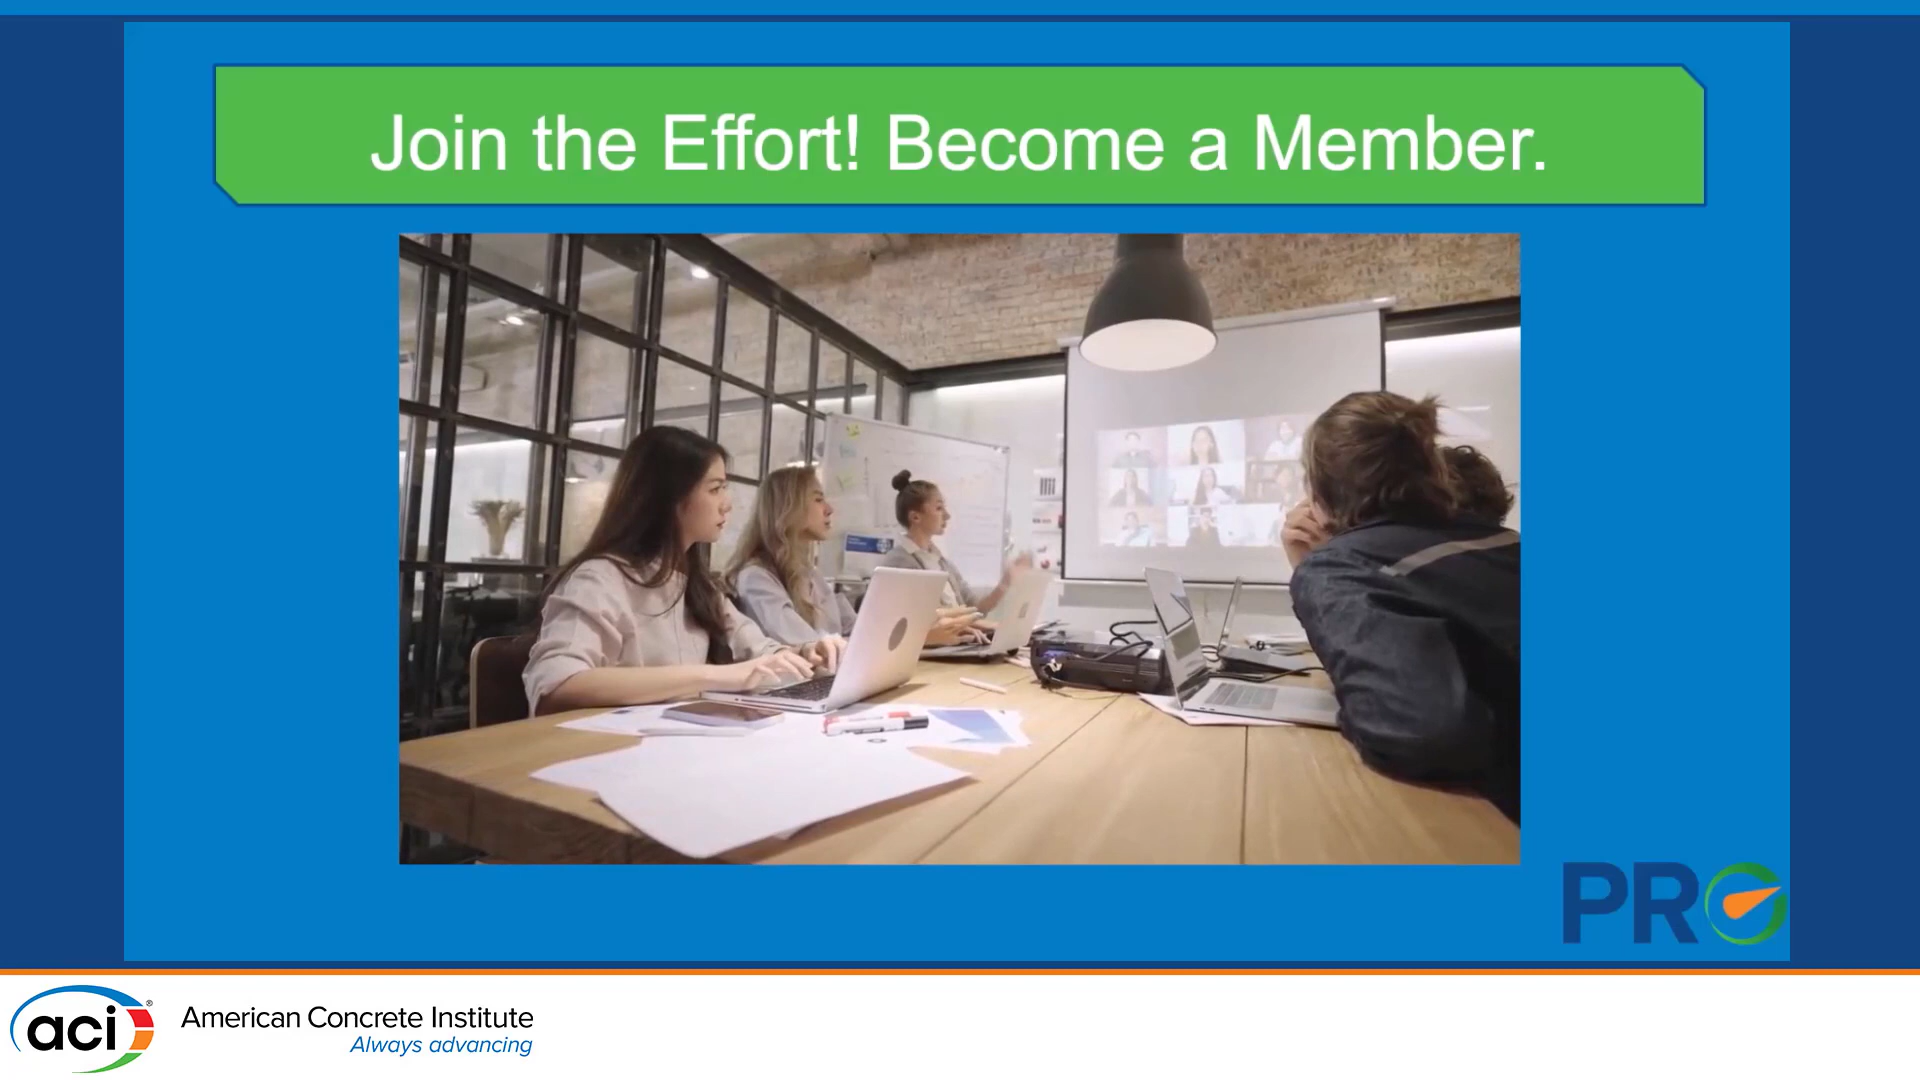 Join the Effort! Become a Member.
PRO
aci®
American Concrete Institute
Always advancing